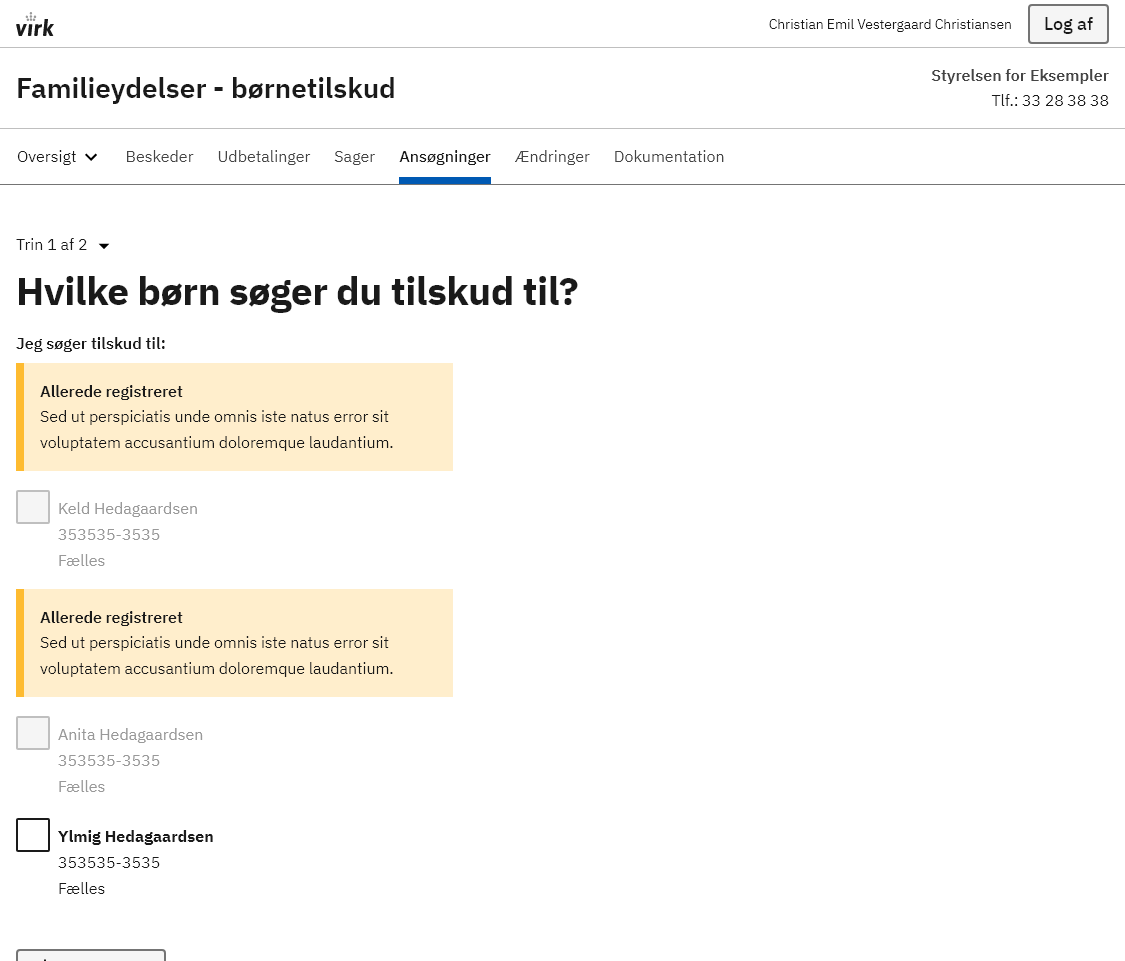 virk
Christian Emil Vestergaard Christiansen
Log af
Familieydelser - børnetilskud
Styrelsen for Eksempler
Tlf.: 33 28 38 38
Oversigt Beskeder Udbetalinger Sager Ansøgninger Ændringer Dokumentation
Trin 1 af 2
Hvilke børn søger du tilskud til?
Jeg søger tilskud til:
Allerede registreret
Sed ut perspiciatis unde omnis iste natus error sit
voluptatem accusantium doloremque laudantium.
Keld Hedagaardsen
353535-3535
Fælles
Allerede registreret
Sed ut perspiciatis unde omnis iste natus error sit
voluptatem accusantium doloremque laudantium.
Anita Hedagaardsen
353535-3535
Fælles
Ylmig Hedagaardsen
353535-3535
Fælles